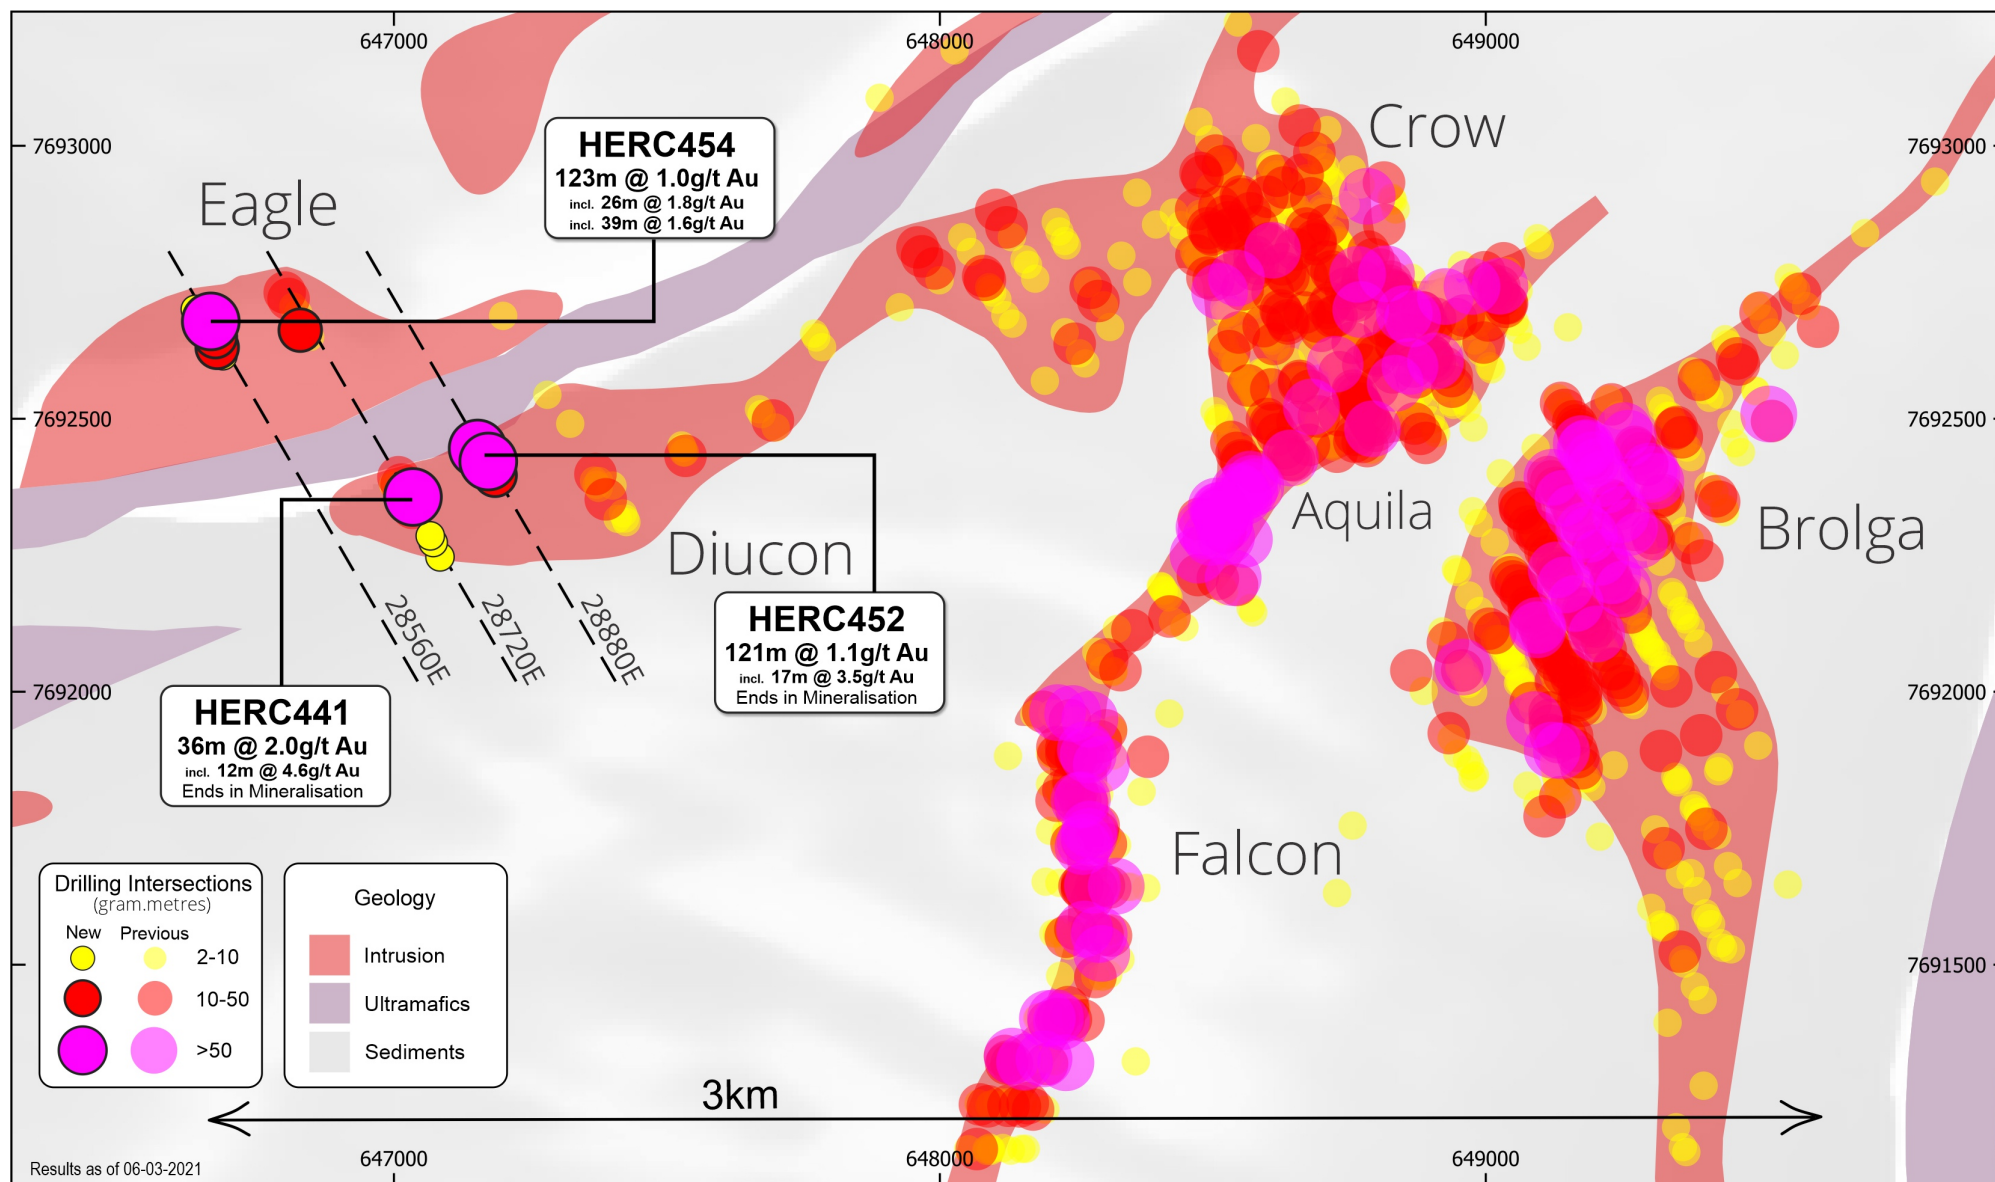 647000
648000
649000
7693000
7693000
Crow
HERC454
123m @ 1.0g/t Au
incl. 26m @ 1.8g/t Au
incl. 39m @ 1.6g/t Au
Eagle
7692500
7692500
Aquila
Brolga
Diucon
28560E
28720E
28880E
HERC452
121m @ 1.1g/t Au
incl. 17m @ 3.5g/t Au
Ends in Mineralisation
7692000
7692000
HERC441
36m @ 2.0g/t Au
incl. 12m @ 4.6g/t Au
Ends in Mineralisation
Falcon
Drilling Intersections
(gram.metres)
New Previous
2-10
10-50
>50
Geology
Intrusion
Ultramafics
Sediments
7691500
3km
647000
648000
649000
Results as of 06-03-2021